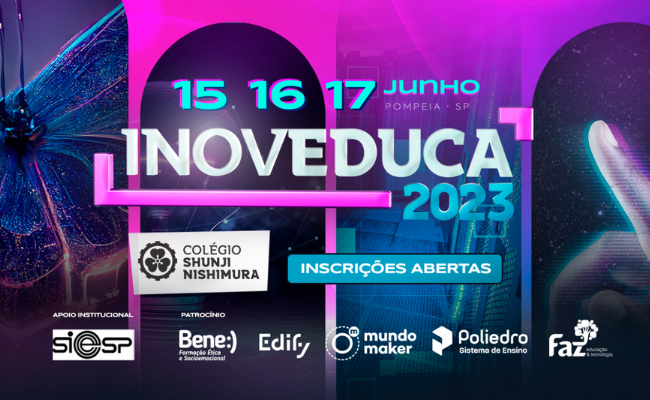 15. 16 17 JUNHO
POMPEIA - SP
INOVEDUCA
2023
COLÉGIO
SHUNJI
NISHIMURA
INSCRIÇÕES ABERTAS
APOIO INSTITUCIONAL
PATROCÍNIO
sieesp
Bene:)
Formação Ética
e Socioemocional
Edify
m
mundo
maker
Poliedro
Sistema de Ensino
faz
educação
& tecnologia